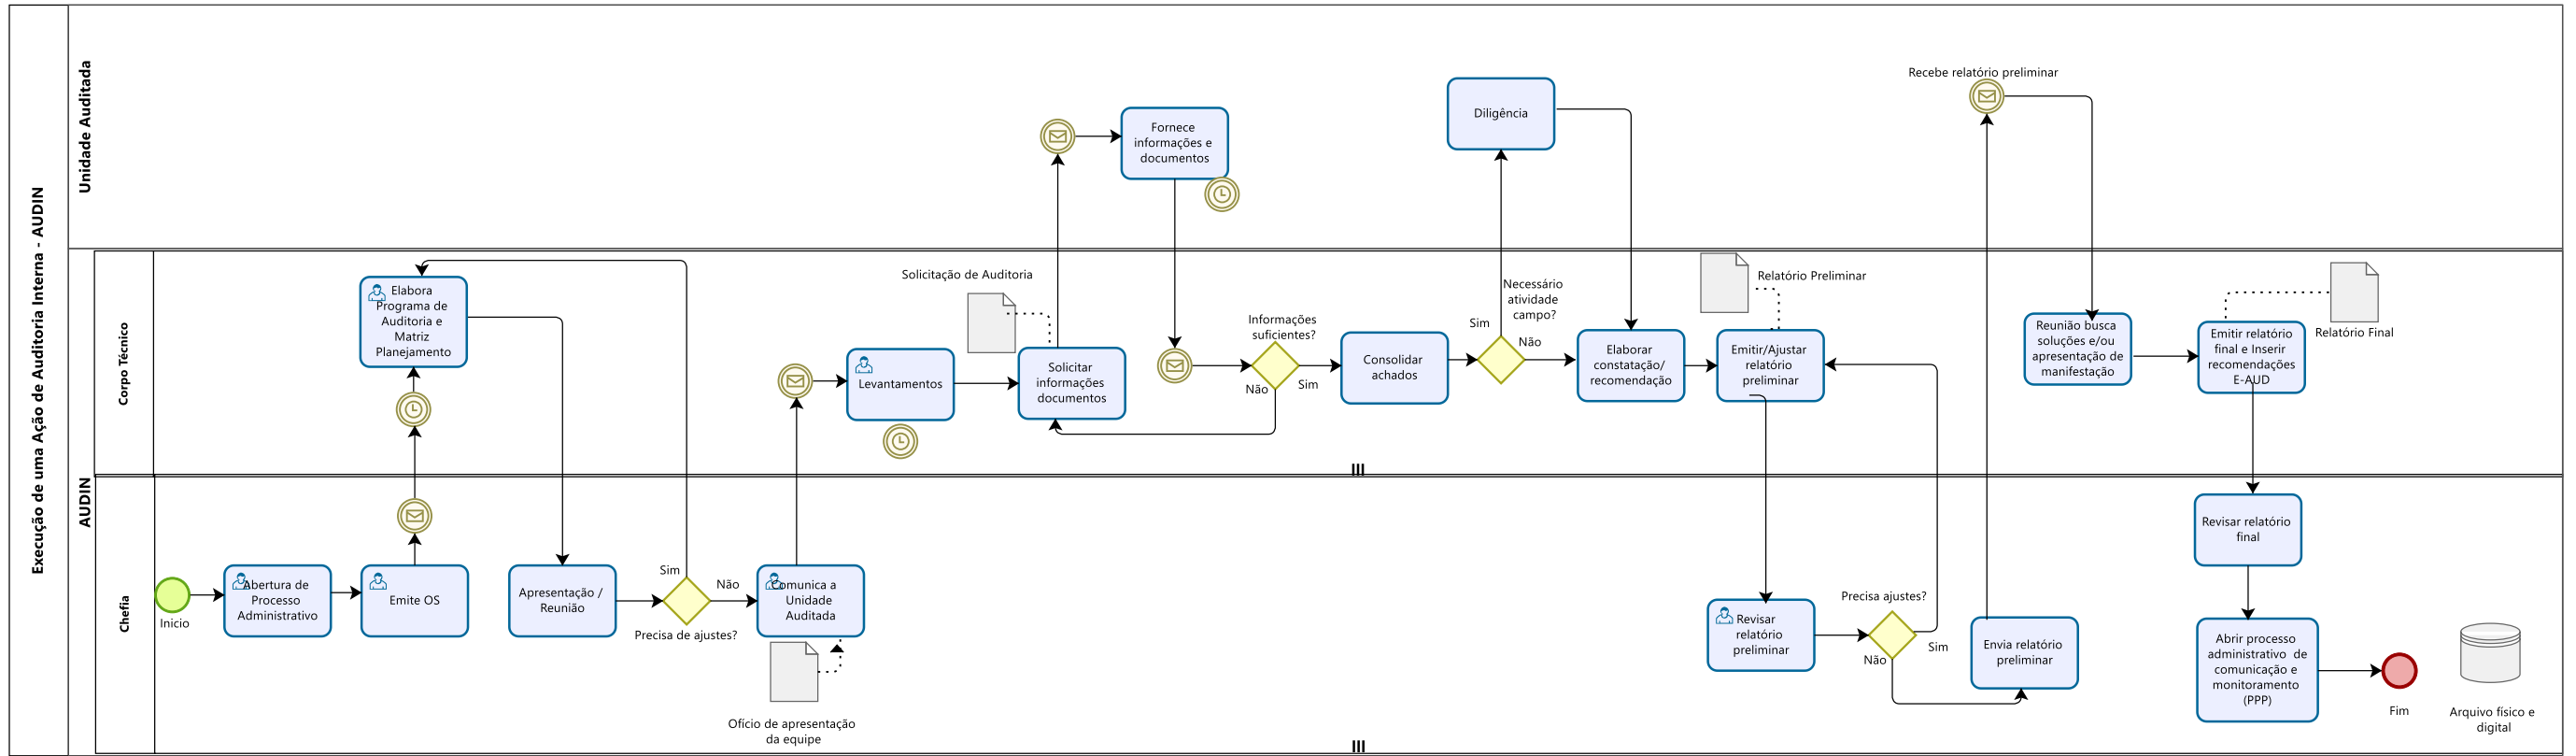 Execução de uma Ação de Auditoria Interna - AUDIN
Unidade Auditada
Recebe relatório preliminar
Fornece
informações e
documentos
Diligência
AUDIN
Corpo Técnico
Elabora
Programa de
Auditoria e
Matriz
Planejamento
Solicitação de Auditoria
Levantamentos
Solicitar
informações
documentos
Informações
suficientes?
Não
Sim
Consolidar
achados
Necessário
atividade
campo?
Sim
Não
Elaborar
constatação/
recomendação
Relatório Preliminar
Emitir/Ajustar
relatório
preliminar
Reunião busca
soluções e/ou
apresentação de
manifestação
Emitir relatório
final e Inserir
recomendações
E-AUD
Relatório Final
Chefia
Inicio
Abertura de
Processo
Administrativo
Emite OS
Apresentação /
Reunião
Sim
Não
Precisa de ajustes?
Comunica a
Unidade
Auditada
Ofício de apresentação
da equipe
Revisar
relatório
preliminar
Precisa ajustes?
Não
Sim
Envia relatório
preliminar
Revisar relatório
final
Abrir processo
administrativo de
comunicação e
monitoramento
(PPP)
Fim
Arquivo físico e
digital